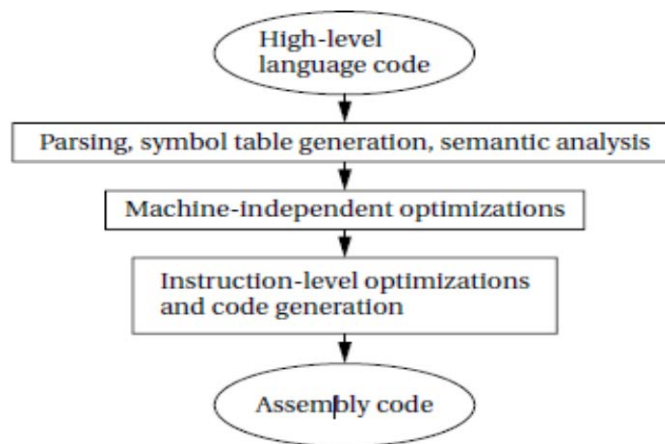 High-level
language code
Parsing, symbol table generation, semantic analysis
Machine-independent optimizations
Instruction-level optimizations
and code generation
Assembly code